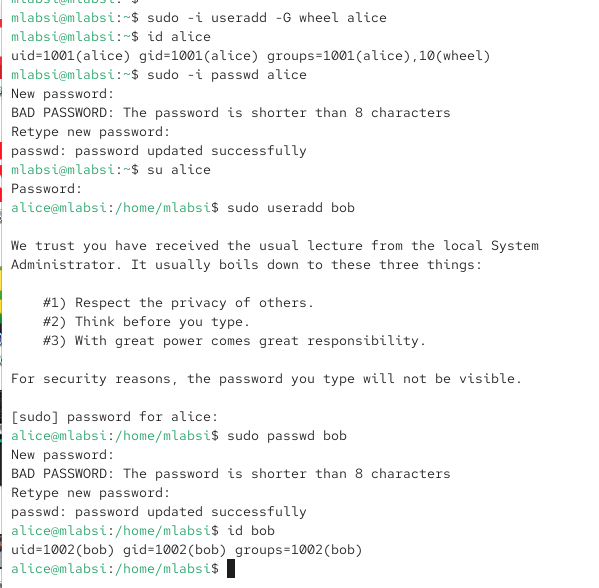 mlabsi@mlabsi:~$ sudo -i useradd -G wheel alice
mlabsi@mlabsi:~$ id alice
uid=1001(alice) gid=1001(alice) groups=1001(alice),10(wheel)
mlabsi@mlabsi:~$ sudo -i passwd alice
New password:
BAD PASSWORD: The password is shorter than 8 characters
Retype new password:
passwd: password updated successfully
mlabsi@mlabsi:~$ su alice
Password:
alice@mlabsi:/home/mlabsi$ sudo useradd bob
We trust you have received the usual lecture from the local System
Administrator. It usually boils down to these three things:
#1) Respect the privacy of others.
#2) Think before you type.
#3) With great power comes great responsibility.
For security reasons, the password you type will not be visible.
[sudo] password for alice:
alice@mlabsi:/home/mlabsi$ sudo passwd bob
New password:
BAD PASSWORD: The password is shorter than 8 characters
Retype new password:
passwd: password updated successfully
alice@mlabsi:/home/mlabsi$ id bob
uid=1002(bob) gid=1002(bob) groups=1002(bob)
alice@mlabsi:/home/mlabsi$